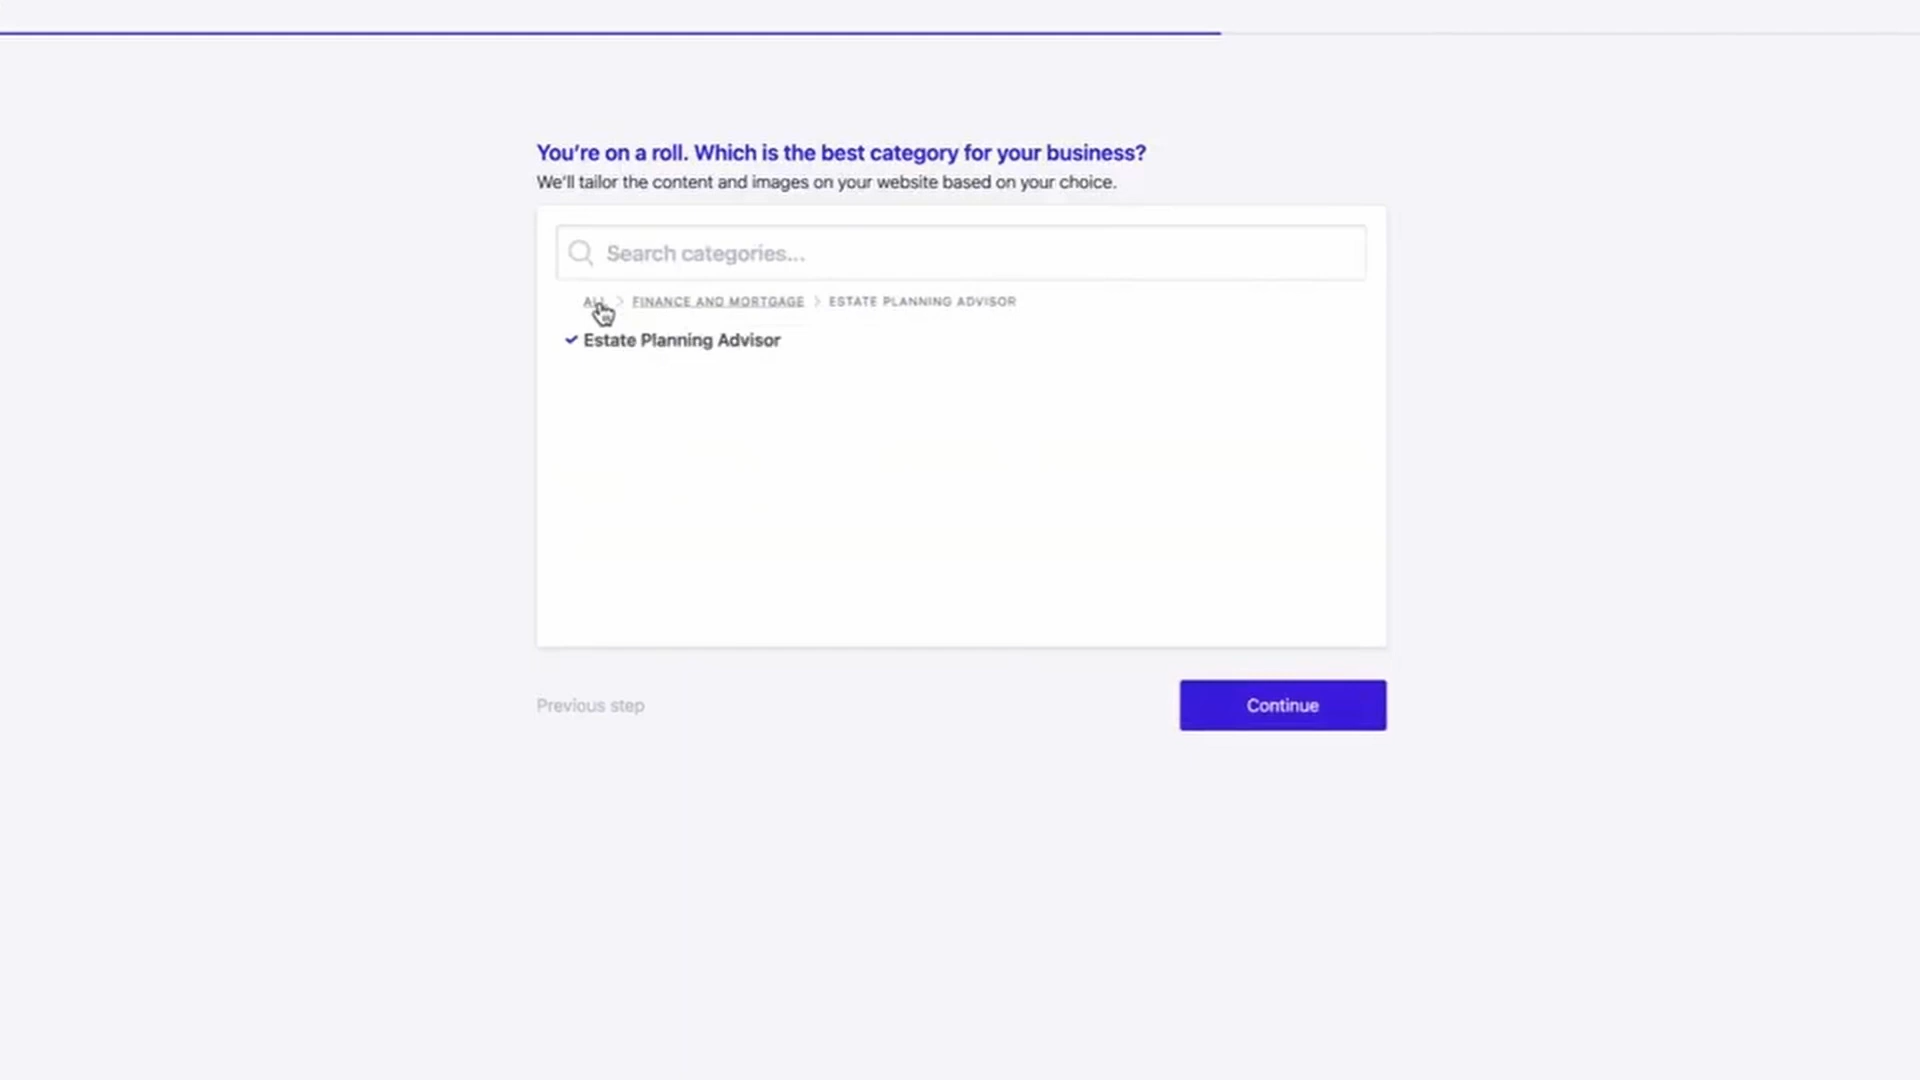 You're on a roll. Which is the best category for your business?
We'll tailor the content and images on your website based on your choice.
Search categories...
ALL > FINANCE AND MORTGAGE > ESTATE PLANNING ADVISOR
Estate Planning Advisor
Previous step
Continue